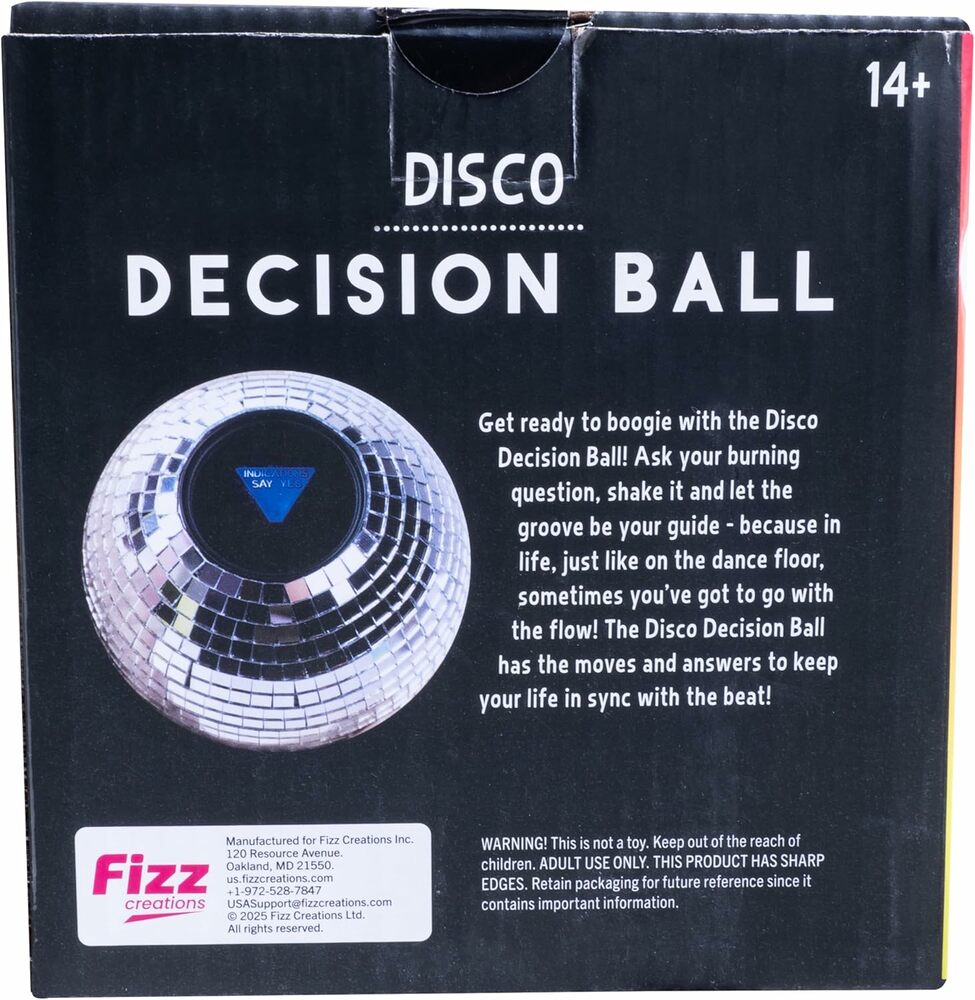 14+
DISCO
DECISION BALL
INDICATIONS
SAY YES
Get ready to boogie with the Disco
Decision Ball! Ask your burning
question, shake it and let the
groove be your guide - because in
life, just like on the dance floor,
sometimes you've got to go with
the flow! The Disco Decision Ball
has the moves and answers to keep
your life in sync with the beat!
Fizz
creations
Manufactured for Fizz Creations Inc.
120 Resource Avenue.
Oakland, MD 21550.
us.fizzcreations.com
+1-972-528-7847
USASupport@fizzcreations.com
© 2025 Fizz Creations Ltd.
All rights reserved.
WARNING! This is not a toy. Keep out of the reach of
children. ADULT USE ONLY. THIS PRODUCT HAS SHARP
EDGES. Retain packaging for future reference since it
contains important information.